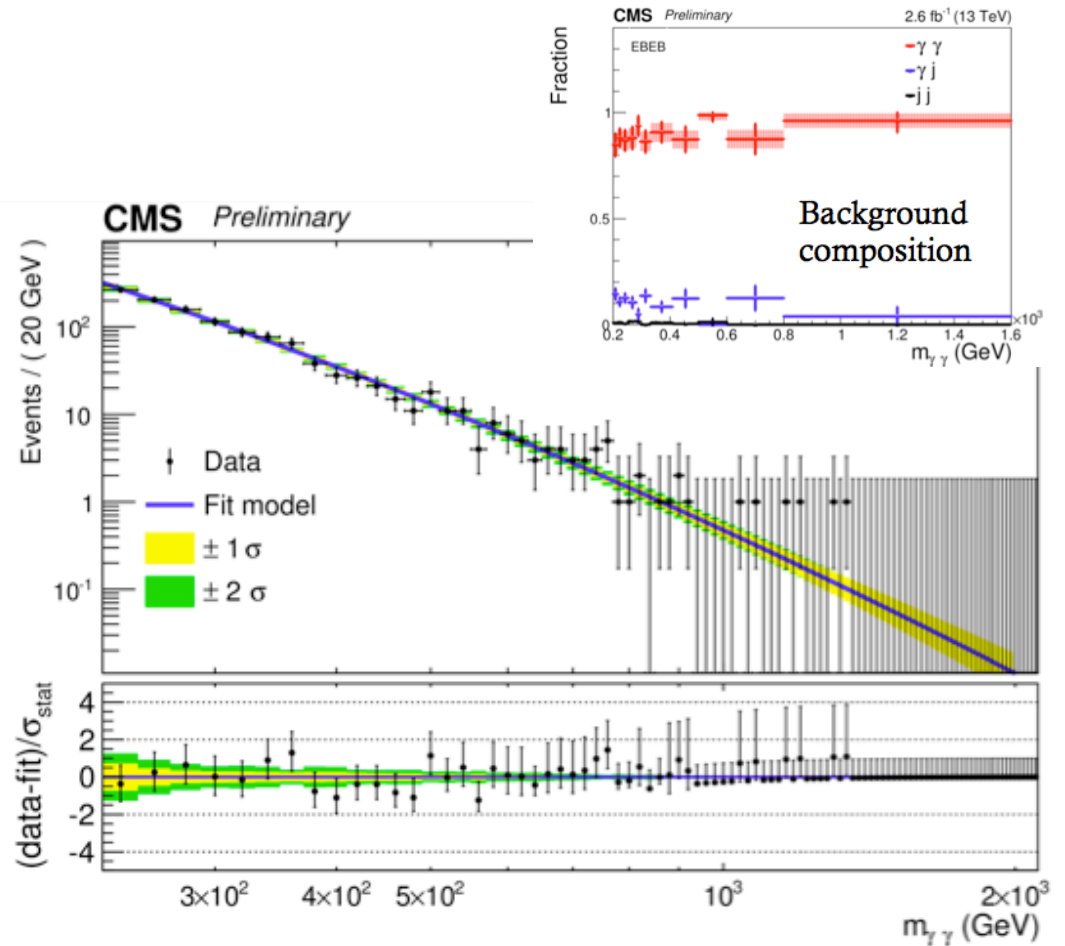 CMS Preliminary 2.6 fb⁻¹ (13 TeV)
Fraction
EBEB
γ γ
γ j
j j
1
0.5
0
Background
composition
0.2 0.4 0.6 0.8 1 1.2 1.4 1.6
×10³
m_γγ (GeV)
CMS Preliminary
Events / ( 20 GeV )
10²
10
1
10⁻¹
Data
Fit model
± 1 σ
± 2 σ
(data-fit)/σ_stat
4
2
0
-2
-4
3×10² 4×10² 5×10² 10³ 2×10³
m_γγ (GeV)